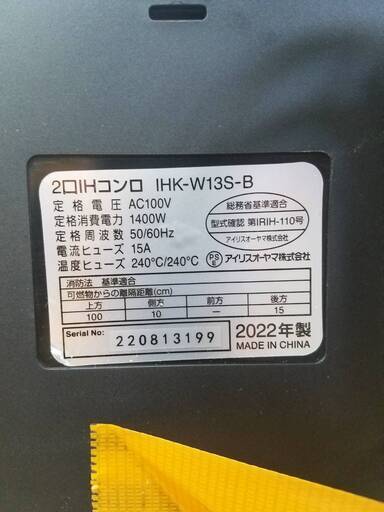 2口IHコンロ IHK-W13S-B
定格電圧 AC100V
定格消費電力 1400W
定格周波数 50/60Hz
電流ヒューズ 15A
温度ヒューズ 240℃/240℃
総務省基準適合
型式確認 第IRIH-110号
アイリスオーヤマ株式会社
PSE アイリスオーヤマ株式会社
消防法 基準適合
可燃物からの離隔距離(cm)
上方 側方 前方 後方
100 10 — 15
Serial No: 220813199
2022年製
MADE IN CHINA